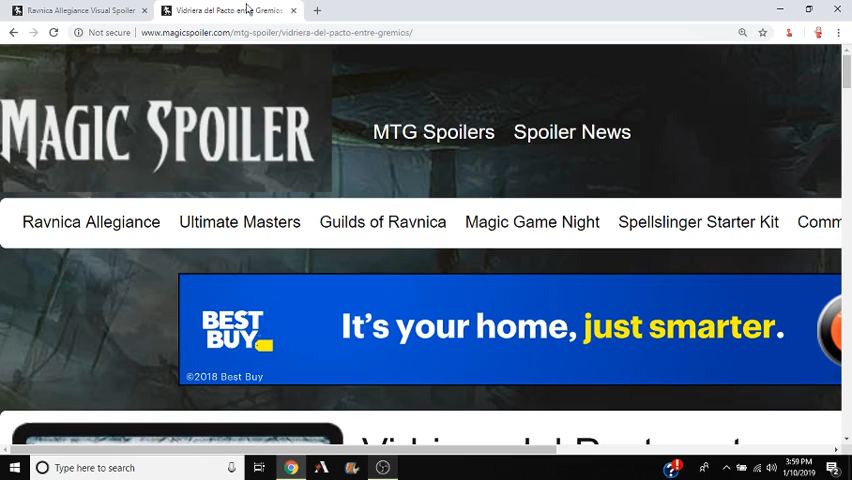 Ravnica Allegiance Visual Spoiler
Vidriera del Pacto entre Gremios
Not secure
www.magicspoiler.com/mtg-spoiler/vidriera-del-pacto-entre-gremios/
MAGIC SPOILER
MTG Spoilers Spoiler News
Ravnica Allegiance Ultimate Masters Guilds of Ravnica Magic Game Night Spellslinger Starter Kit Comm
BEST BUY
It's your home, just smarter.
©2018 Best Buy
Type here to search
3:59 PM
1/10/2019
2